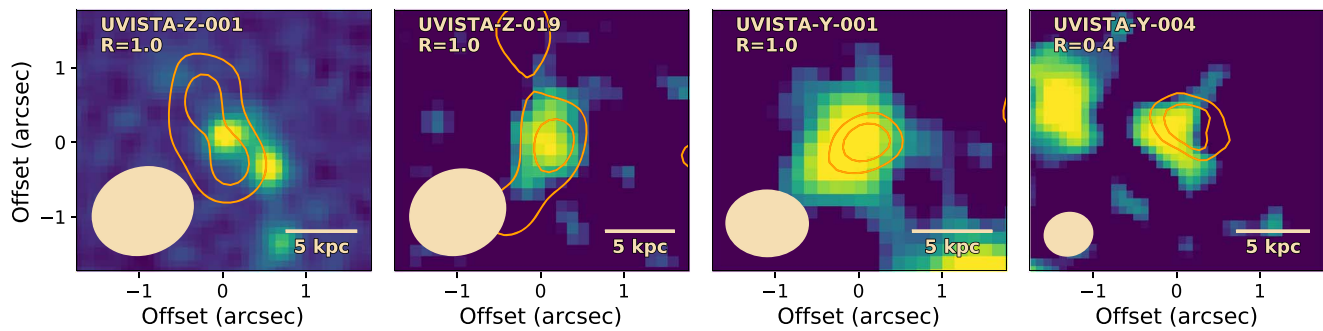 UVISTA-Z-001
R=1.0
5 kpc
UVISTA-Z-019
R=1.0
5 kpc
UVISTA-Y-001
R=1.0
5 kpc
UVISTA-Y-004
R=0.4
5 kpc
Offset (arcsec)
1
0
−1
−1 0 1
−1 0 1
−1 0 1
−1 0 1
Offset (arcsec)
Offset (arcsec)
Offset (arcsec)
Offset (arcsec)